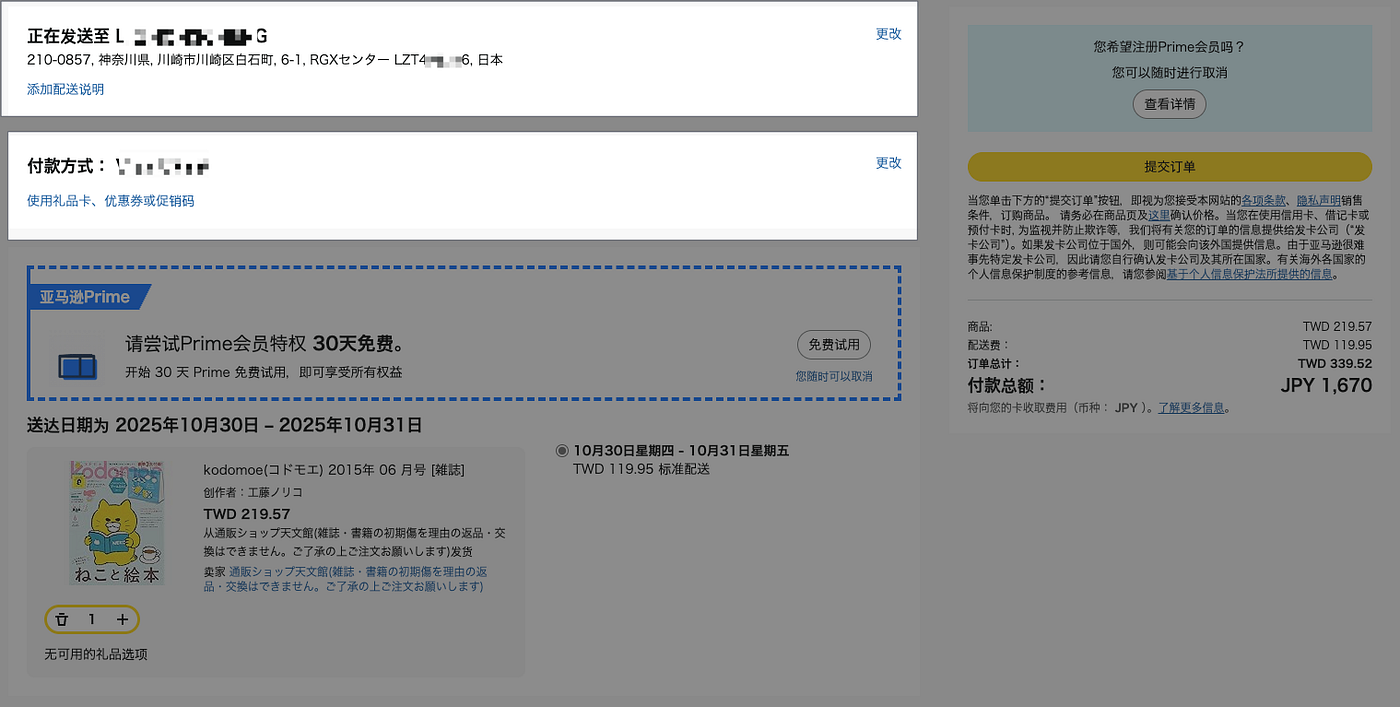 正在发送至 L G
更改
210-0857, 神奈川県, 川崎市川崎区白石町, 6-1, RGXセンター LZT4 6, 日本
添加配送说明
付款方式：
更改
使用礼品卡、优惠券或促销码
亚马逊Prime
请尝试Prime会员特权 30天免费。
开始 30 天 Prime 免费试用，即可享受所有权益
免费试用
您随时可以取消
送达日期为 2025年10月30日 – 2025年10月31日
kodomoe
ねこと絵本
kodomoe(コドモエ) 2015年 06 月号 [雑誌]
创作者：工藤ノリコ
TWD 219.57
从通販ショップ天文館(雑誌・書籍の初期傷を理由の返品・交
換はできません。ご了承の上ご注文お願いします)发货
卖家 通販ショップ天文館(雑誌・書籍の初期傷を理由の返
品・交換はできません。ご了承の上ご注文お願いします)
1
无可用的礼品选项
10月30日星期四 - 10月31日星期五
TWD 119.95 标准配送
您希望注册Prime会员吗？
您可以随时进行取消
查看详情
提交订单
当您单击下方的“提交订单”按钮，即视为您接受本网站的各项条款、隐私声明销售
条件，订购商品。 请务必在商品页及这里确认价格。当您在使用信用卡、借记卡或
预付卡时, 为监视并防止欺诈等，我们将有关您的订单的信息提供给发卡公司（“发
卡公司”）。如果发卡公司位于国外，则可能会向该外国提供信息。由于亚马逊很难
事先特定发卡公司，因此请您自行确认发卡公司及其所在国家。有关海外各国家的
个人信息保护制度的参考信息，请您参阅基于个人信息保护法所提供的信息。
商品: TWD 219.57
配送费： TWD 119.95
订单总计： TWD 339.52
付款总额： JPY 1,670
将向您的卡收取费用（币种： JPY ）。了解更多信息。